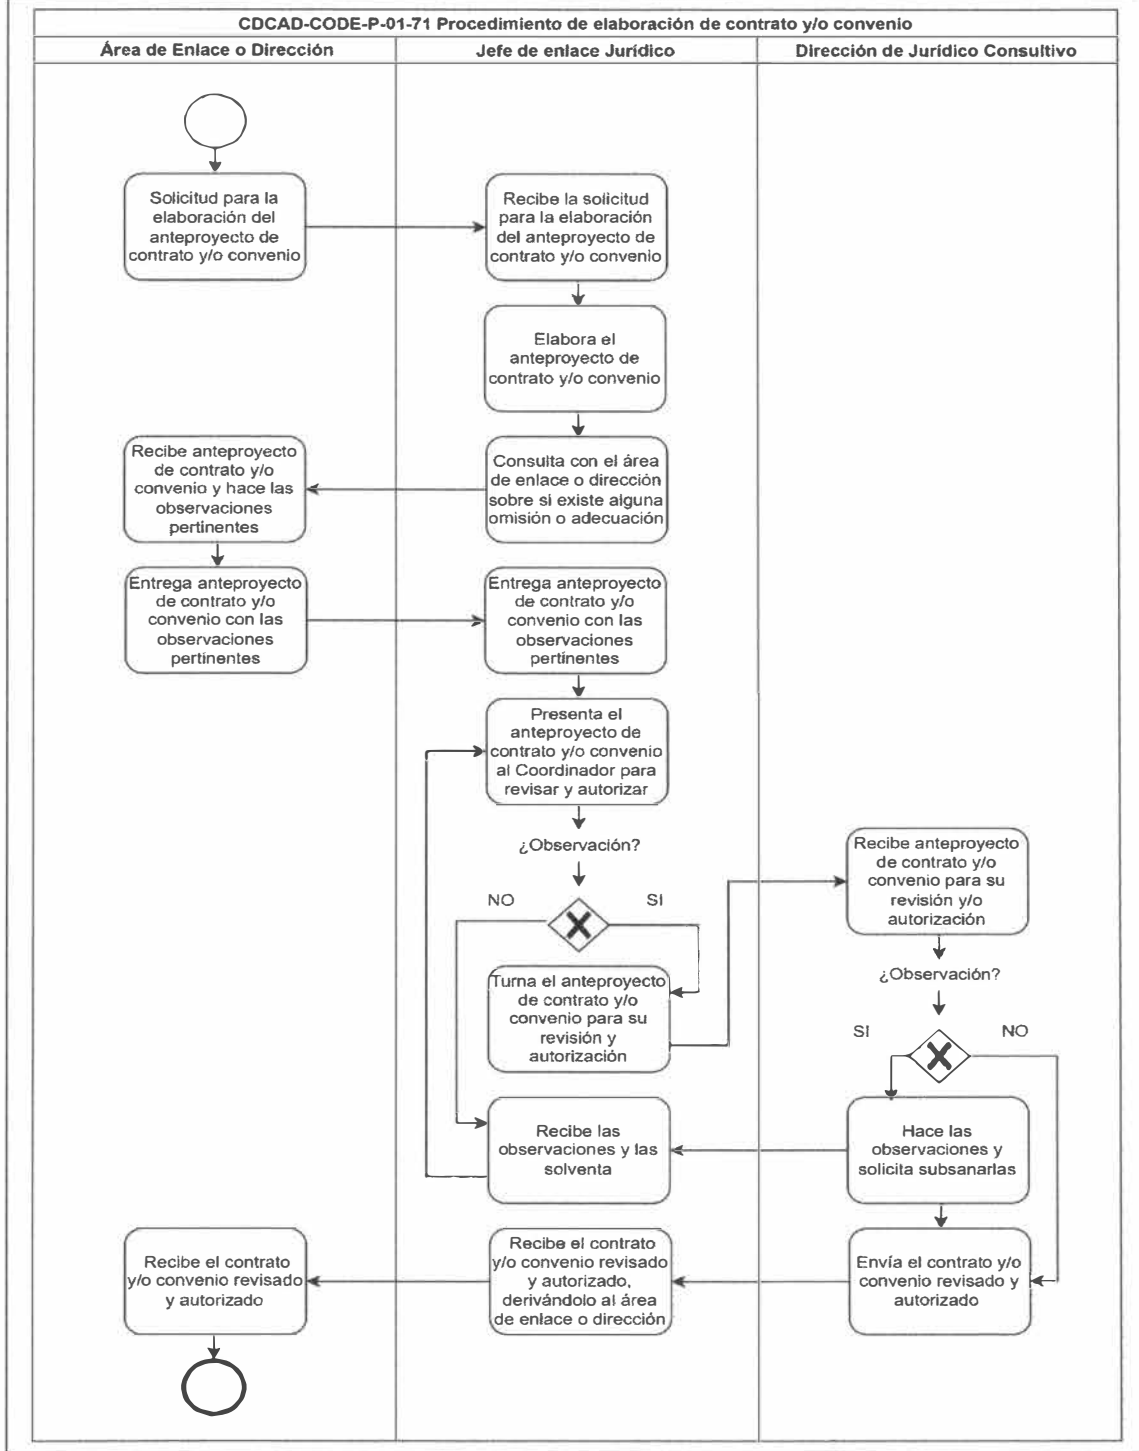 CDCAD-CODE-P-01-71 Procedimiento de elaboración de contrato y/o convenio
Área de Enlace o Dirección
Jefe de enlace Jurídico
Dirección de Jurídico Consultivo
Solicitud para la
elaboración del
anteproyecto de
contrato y/o convenio
Recibe la solicitud
para la elaboración
del anteproyecto de
contrato y/o convenio
Elabora el
anteproyecto de
contrato y/o convenio
Consulta con el área
de enlace o dirección
sobre si existe alguna
omisión o adecuación
Recibe anteproyecto
de contrato y/o
convenio y hace las
observaciones
pertinentes
Entrega anteproyecto
de contrato y/o
convenio con las
observaciones
pertinentes
Entrega anteproyecto
de contrato y/o
convenio con las
observaciones
pertinentes
Presenta el
anteproyecto de
contrato y/o convenio
al Coordinador para
revisar y autorizar
¿Observación?
NO
SI
Turna el anteproyecto
de contrato y/o
convenio para su
revisión y
autorización
Recibe anteproyecto
de contrato y/o
convenio para su
revisión y/o
autorización
¿Observación?
SI
NO
Hace las
observaciones y
solicita subsanarlas
Recibe las
observaciones y las
solventa
Envía el contrato y/o
convenio revisado y
autorizado
Recibe el contrato
y/o convenio revisado
y autorizado,
derivándolo al área
de enlace o dirección
Recibe el contrato
y/o convenio revisado
y autorizado